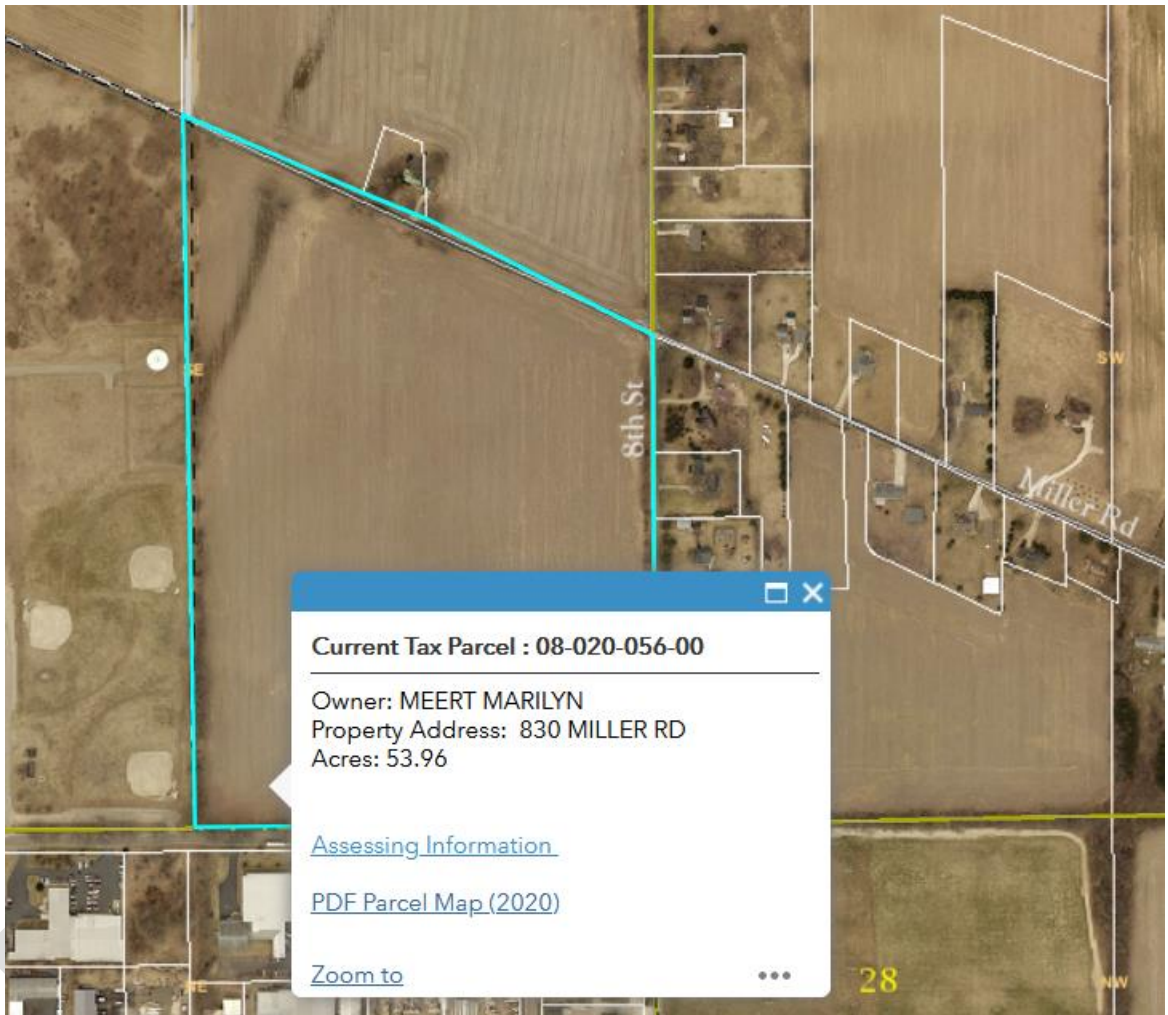 SE
SW
8th St
Miller Rd
Current Tax Parcel : 08-020-056-00
Owner: MEERT MARILYN
Property Address: 830 MILLER RD
Acres: 53.96
Assessing Information
PDF Parcel Map (2020)
Zoom to
NE
28
NW